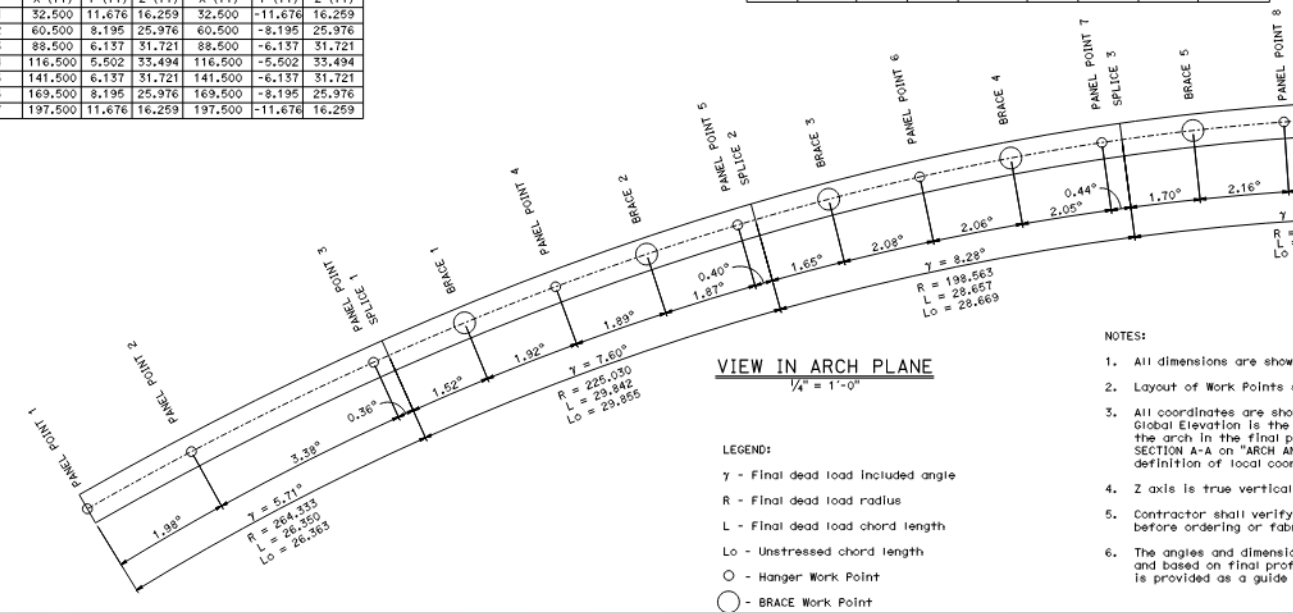 32.500 11.676 16.259 32.500 -11.676 16.259
60.500 8.195 25.976 60.500 -8.195 25.976
88.500 6.137 31.721 88.500 -6.137 31.721
116.500 5.502 33.494 116.500 -5.502 33.494
141.500 6.137 31.721 141.500 -6.137 31.721
169.500 8.195 25.976 169.500 -8.195 25.976
197.500 11.676 16.259 197.500 -11.676 16.259
PANEL POINT 1
PANEL POINT 2
PANEL POINT 3
SPLICE 1
BRACE 1
PANEL POINT 4
BRACE 2
PANEL POINT 5
SPLICE 2
BRACE 3
PANEL POINT 6
BRACE 4
PANEL POINT 7
SPLICE 3
BRACE 5
PANEL POINT 8
1.98°
3.38°
0.36°
1.52°
1.92°
1.89°
1.87°
0.40°
1.65°
2.08°
2.06°
2.05°
0.44°
1.70°
2.16°
γ = 5.71°
R = 264.333
L = 26.350
Lo = 26.363
γ = 7.60°
R = 225.030
L = 29.842
Lo = 29.855
γ = 8.28°
R = 198.563
L = 28.657
Lo = 28.669
γ
R =
L =
Lo
VIEW IN ARCH PLANE
1/4" = 1'-0"
LEGEND:
γ - Final dead load included angle
R - Final dead load radius
L - Final dead load chord length
Lo - Unstressed chord length
- Hanger Work Point
- BRACE Work Point
NOTES:
1. All dimensions are show
2. Layout of Work Points
3. All coordinates are sho
Global Elevation is the
the arch in the final p
SECTION A-A on "ARCH AN
definition of local coor
4. Z axis is true vertical
5. Contractor shall verify
before ordering or fab
6. The angles and dimensio
and based on final prof
is provided as a guide